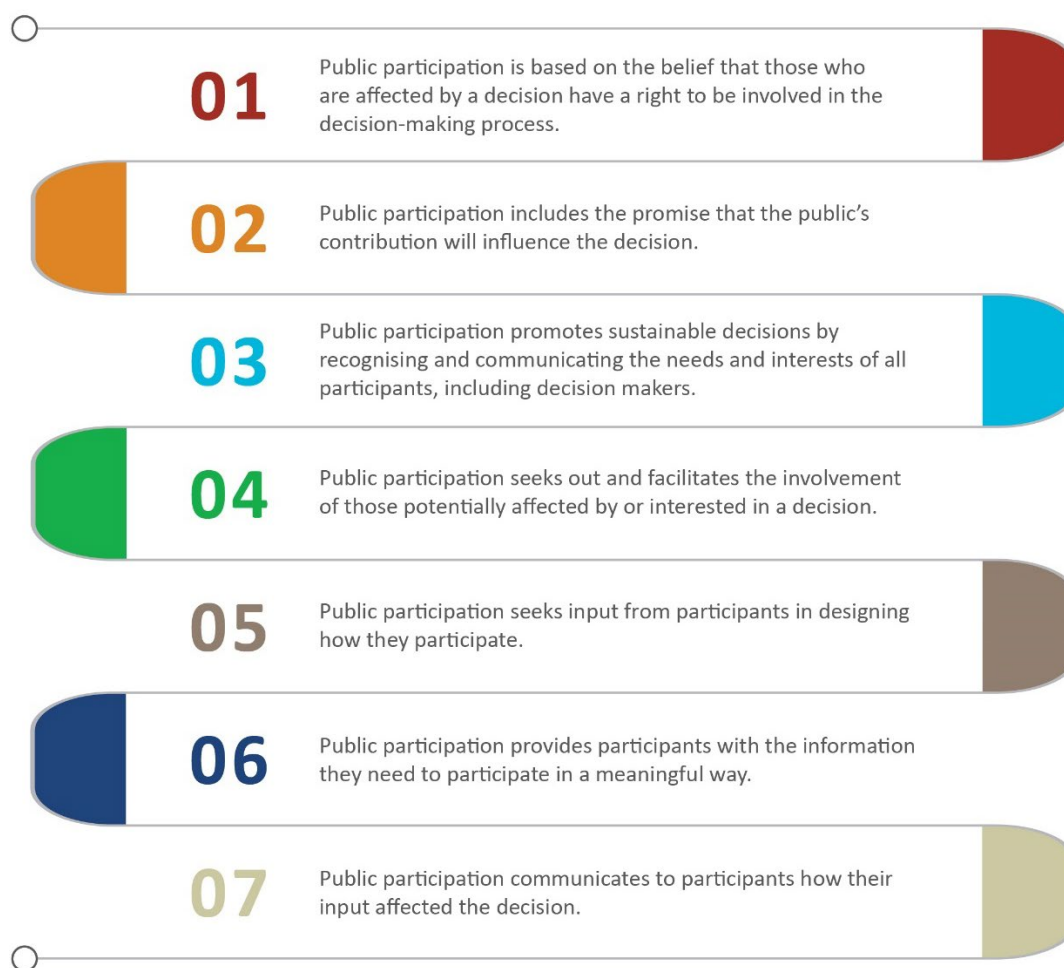 01
Public participation is based on the belief that those who
are affected by a decision have a right to be involved in the
decision-making process.
02
Public participation includes the promise that the public’s
contribution will influence the decision.
03
Public participation promotes sustainable decisions by
recognising and communicating the needs and interests of all
participants, including decision makers.
04
Public participation seeks out and facilitates the involvement
of those potentially affected by or interested in a decision.
05
Public participation seeks input from participants in designing
how they participate.
06
Public participation provides participants with the information
they need to participate in a meaningful way.
07
Public participation communicates to participants how their
input affected the decision.